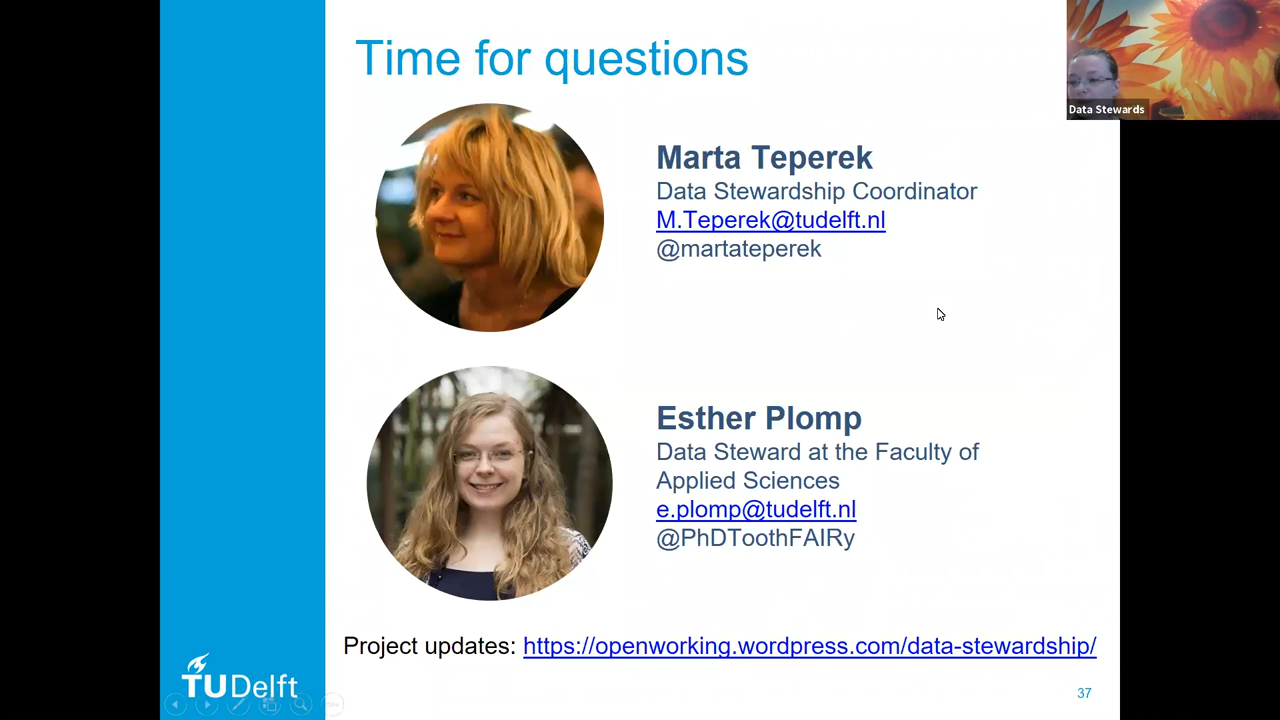 Time for questions
Data Stewards
Marta Teperek
Data Stewardship Coordinator
M.Teperek@tudelft.nl
@martateperek
Esther Plomp
Data Steward at the Faculty of
Applied Sciences
e.plomp@tudelft.nl
@PhDToothFAIRy
Project updates: https://openworking.wordpress.com/data-stewardship/
TUDelft
37